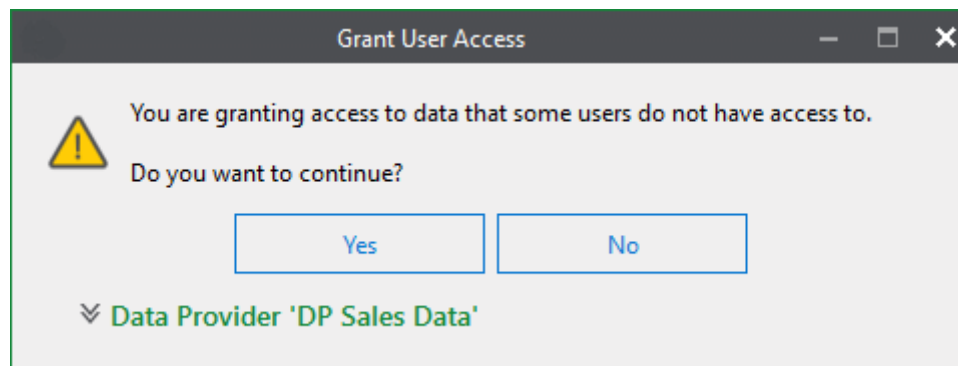 Grant User Access
You are granting access to data that some users do not have access to.
Do you want to continue?
Yes
No
Data Provider 'DP Sales Data'